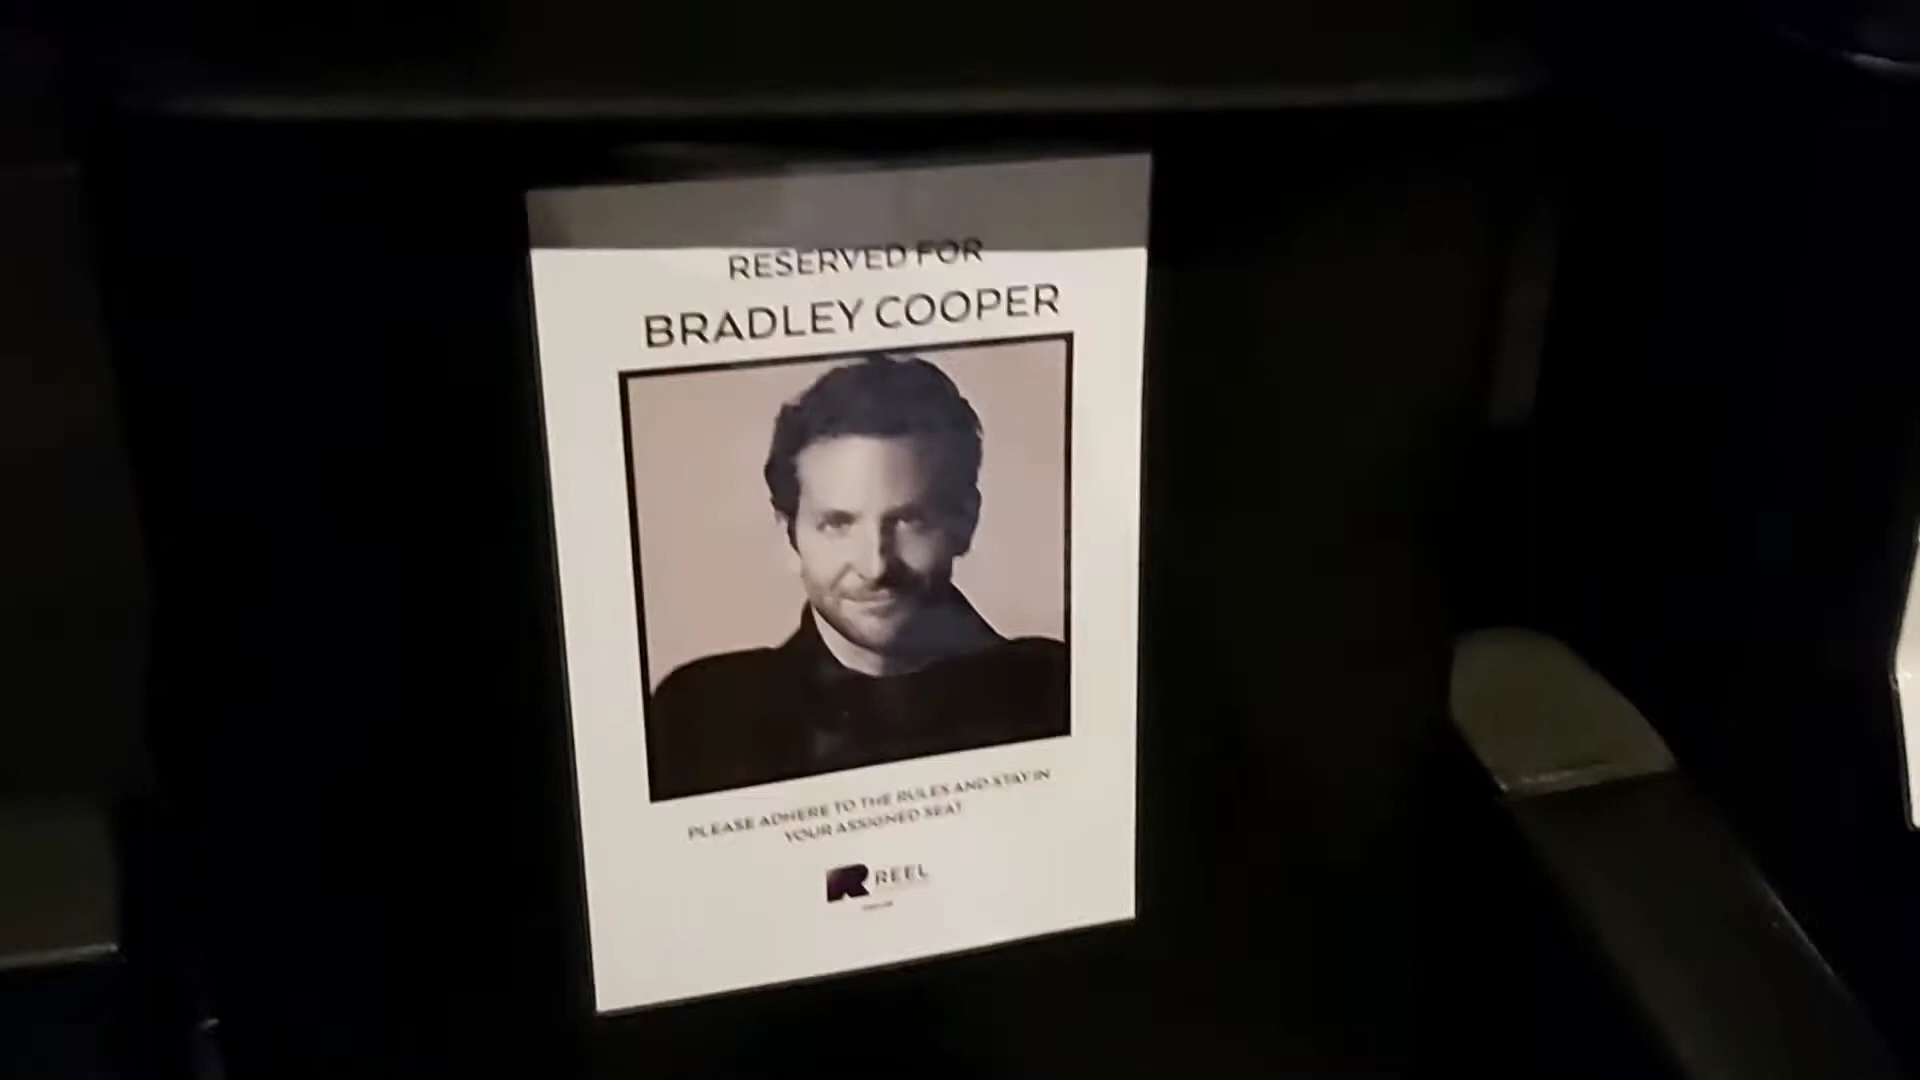 RESERVED FOR
BRADLEY COOPER
PLEASE ADHERE TO THE RULES AND STAY IN
YOUR ASSIGNED SEAT
REEL